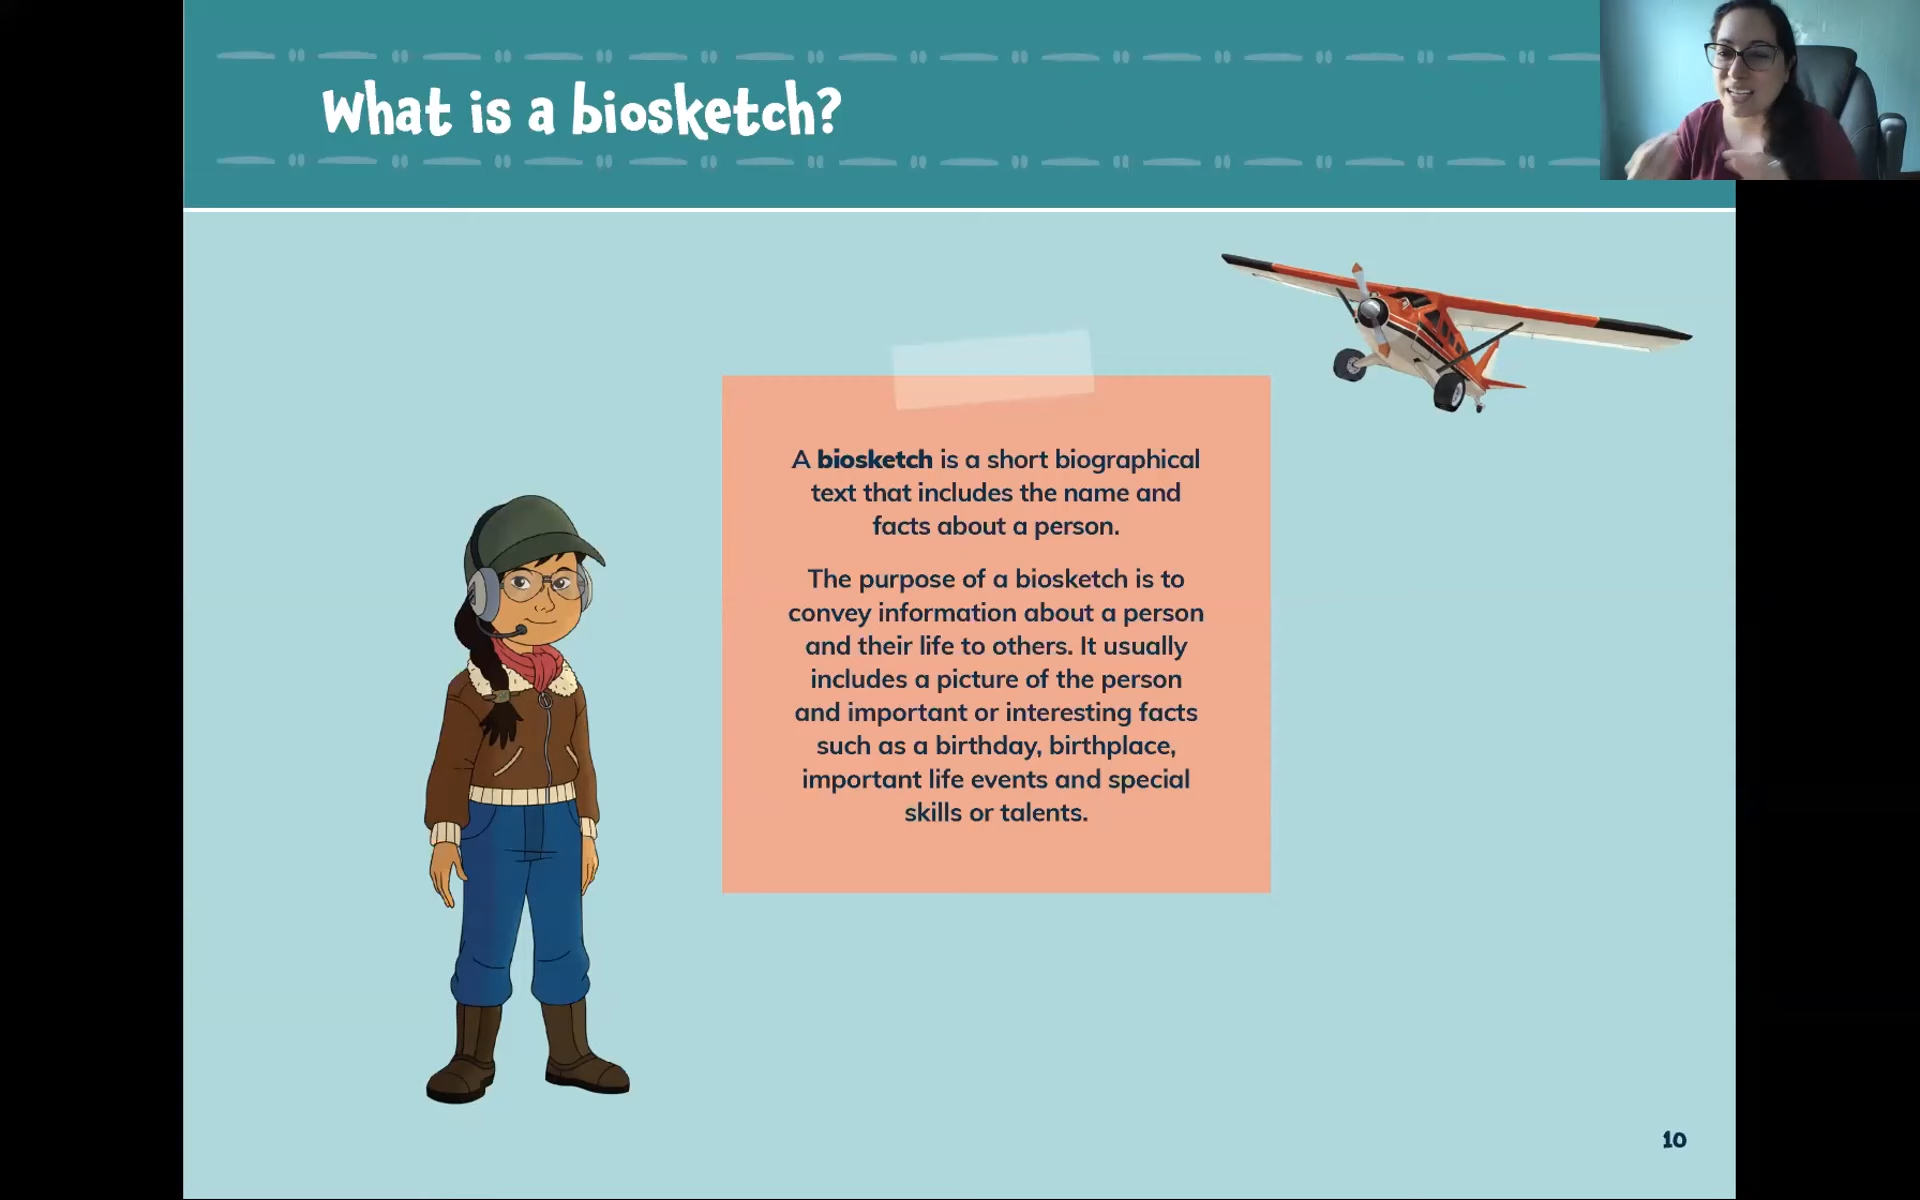 What is a biosketch?
A biosketch is a short biographical
text that includes the name and
facts about a person.
The purpose of a biosketch is to
convey information about a person
and their life to others. It usually
includes a picture of the person
and important or interesting facts
such as a birthday, birthplace,
important life events and special
skills or talents.
10